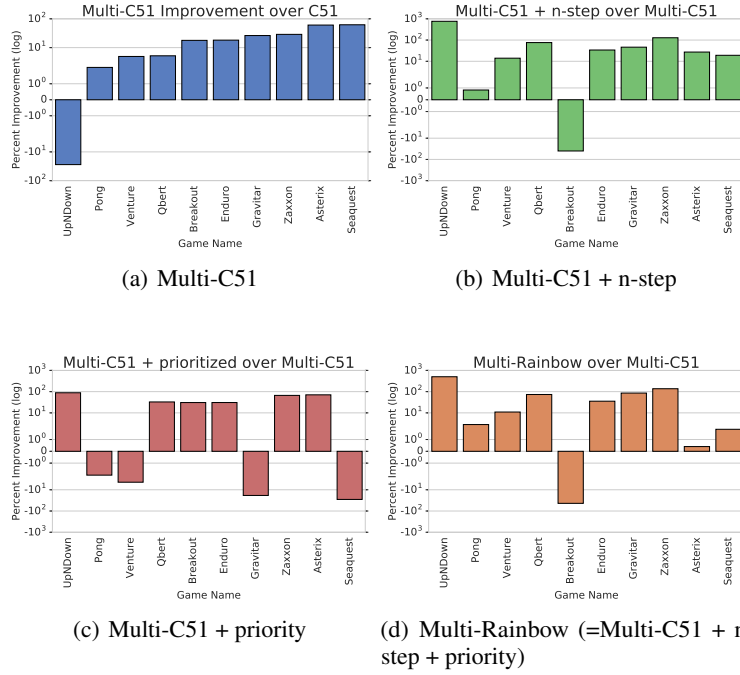 Multi-C51 Improvement over C51
Percent Improvement (log)
10^2
10^1
10^0
0
-10^0
-10^1
-10^2
UpNDown
Pong
Venture
Qbert
Breakout
Enduro
Gravitar
Zaxxon
Asterix
Seaquest
Game Name
(a) Multi-C51
Multi-C51 + n-step over Multi-C51
Percent Improvement (log)
10^3
10^2
10^1
10^0
0
-10^0
-10^1
-10^2
-10^3
UpNDown
Pong
Venture
Qbert
Breakout
Enduro
Gravitar
Zaxxon
Asterix
Seaquest
Game Name
(b) Multi-C51 + n-step
Multi-C51 + prioritized over Multi-C51
Percent Improvement (log)
10^3
10^2
10^1
10^0
0
-10^0
-10^1
-10^2
-10^3
UpNDown
Pong
Venture
Qbert
Breakout
Enduro
Gravitar
Zaxxon
Asterix
Seaquest
Game Name
(c) Multi-C51 + priority
Multi-Rainbow over Multi-C51
Percent Improvement (log)
10^3
10^2
10^1
10^0
0
-10^0
-10^1
-10^2
-10^3
UpNDown
Pong
Venture
Qbert
Breakout
Enduro
Gravitar
Zaxxon
Asterix
Seaquest
Game Name
(d) Multi-Rainbow (=Multi-C51 + n
step + priority)